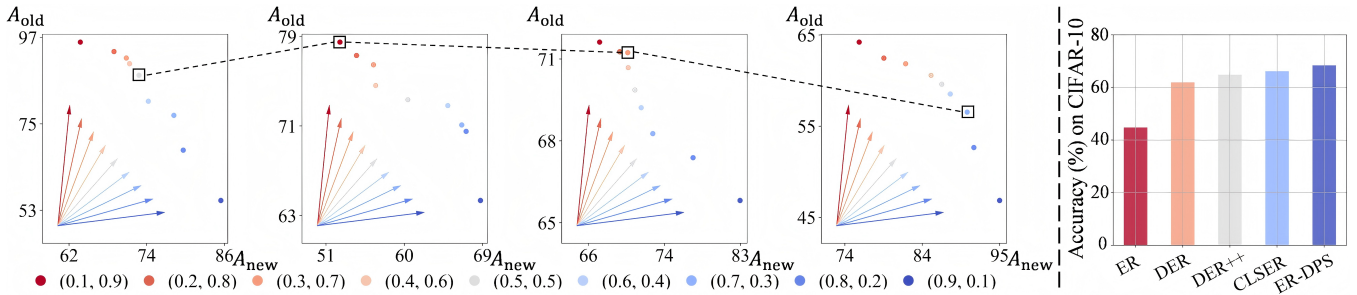 A_old
97
75
53
62 74 86
A_new
A_old
79
71
63
51 60 69
A_new
A_old
71
68
65
66 74 83
A_new
A_old
65
55
45
74 84 95
A_new
(0.1, 0.9) (0.2, 0.8) (0.3, 0.7) (0.4, 0.6) (0.5, 0.5) (0.6, 0.4) (0.7, 0.3) (0.8, 0.2) (0.9, 0.1)
Accuracy (%) on CIFAR-10
80
60
40
20
0
ER DER DER++ CLSER ER-DPS